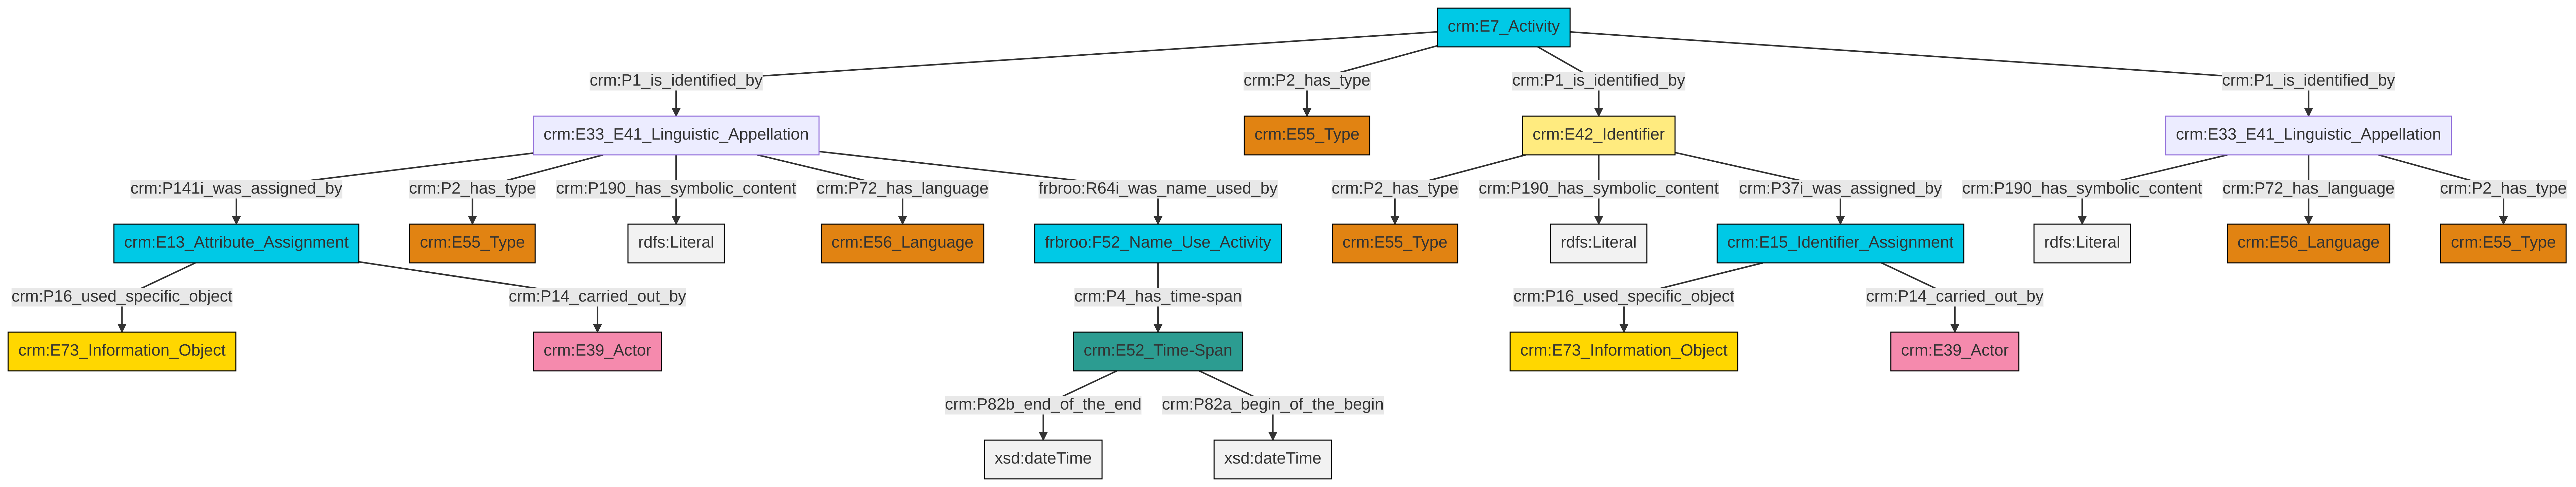 crm:E7_Activity
crm:P1_is_identified_by
crm:P2_has_type
crm:P1_is_identified_by
crm:P1_is_identified_by
crm:E33_E41_Linguistic_Appellation
crm:E55_Type
crm:E42_Identifier
crm:E33_E41_Linguistic_Appellation
crm:P141i_was_assigned_by
crm:P2_has_type
crm:P190_has_symbolic_content
crm:P72_has_language
frbroo:R64i_was_name_used_by
crm:P2_has_type
crm:P190_has_symbolic_content
crm:P37i_was_assigned_by
crm:P190_has_symbolic_content
crm:P72_has_language
crm:P2_has_type
crm:E13_Attribute_Assignment
crm:E55_Type
rdfs:Literal
crm:E56_Language
frbroo:F52_Name_Use_Activity
crm:E55_Type
rdfs:Literal
crm:E15_Identifier_Assignment
rdfs:Literal
crm:E56_Language
crm:E55_Type
crm:P16_used_specific_object
crm:P14_carried_out_by
crm:P4_has_time-span
crm:P16_used_specific_object
crm:P14_carried_out_by
crm:E73_Information_Object
crm:E39_Actor
crm:E52_Time-Span
crm:E73_Information_Object
crm:E39_Actor
crm:P82b_end_of_the_end
crm:P82a_begin_of_the_begin
xsd:dateTime
xsd:dateTime